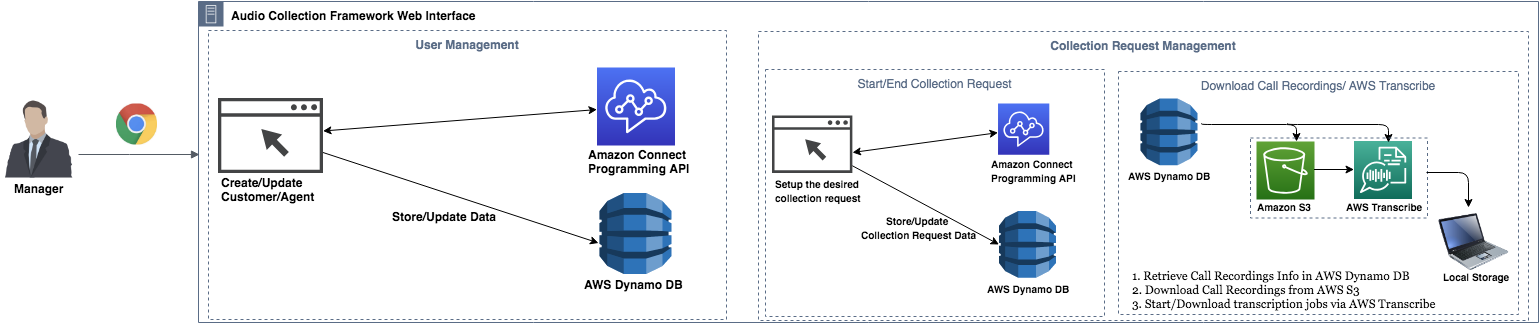 Audio Collection Framework Web Interface
User Management
Collection Request Management
Manager
Create/Update
Customer/Agent
Amazon Connect
Programming API
Store/Update Data
AWS Dynamo DB
Start/End Collection Request
Setup the desired
collection request
Amazon Connect
Programming API
Store/Update
Collection Request Data
AWS Dynamo DB
Download Call Recordings/ AWS Transcribe
AWS Dynamo DB
Amazon S3
AWS Transcribe
Local Storage
1. Retrieve Call Recordings Info in AWS Dynamo DB
2. Download Call Recordings from AWS S3
3. Start/Download transcription jobs via AWS Transcribe